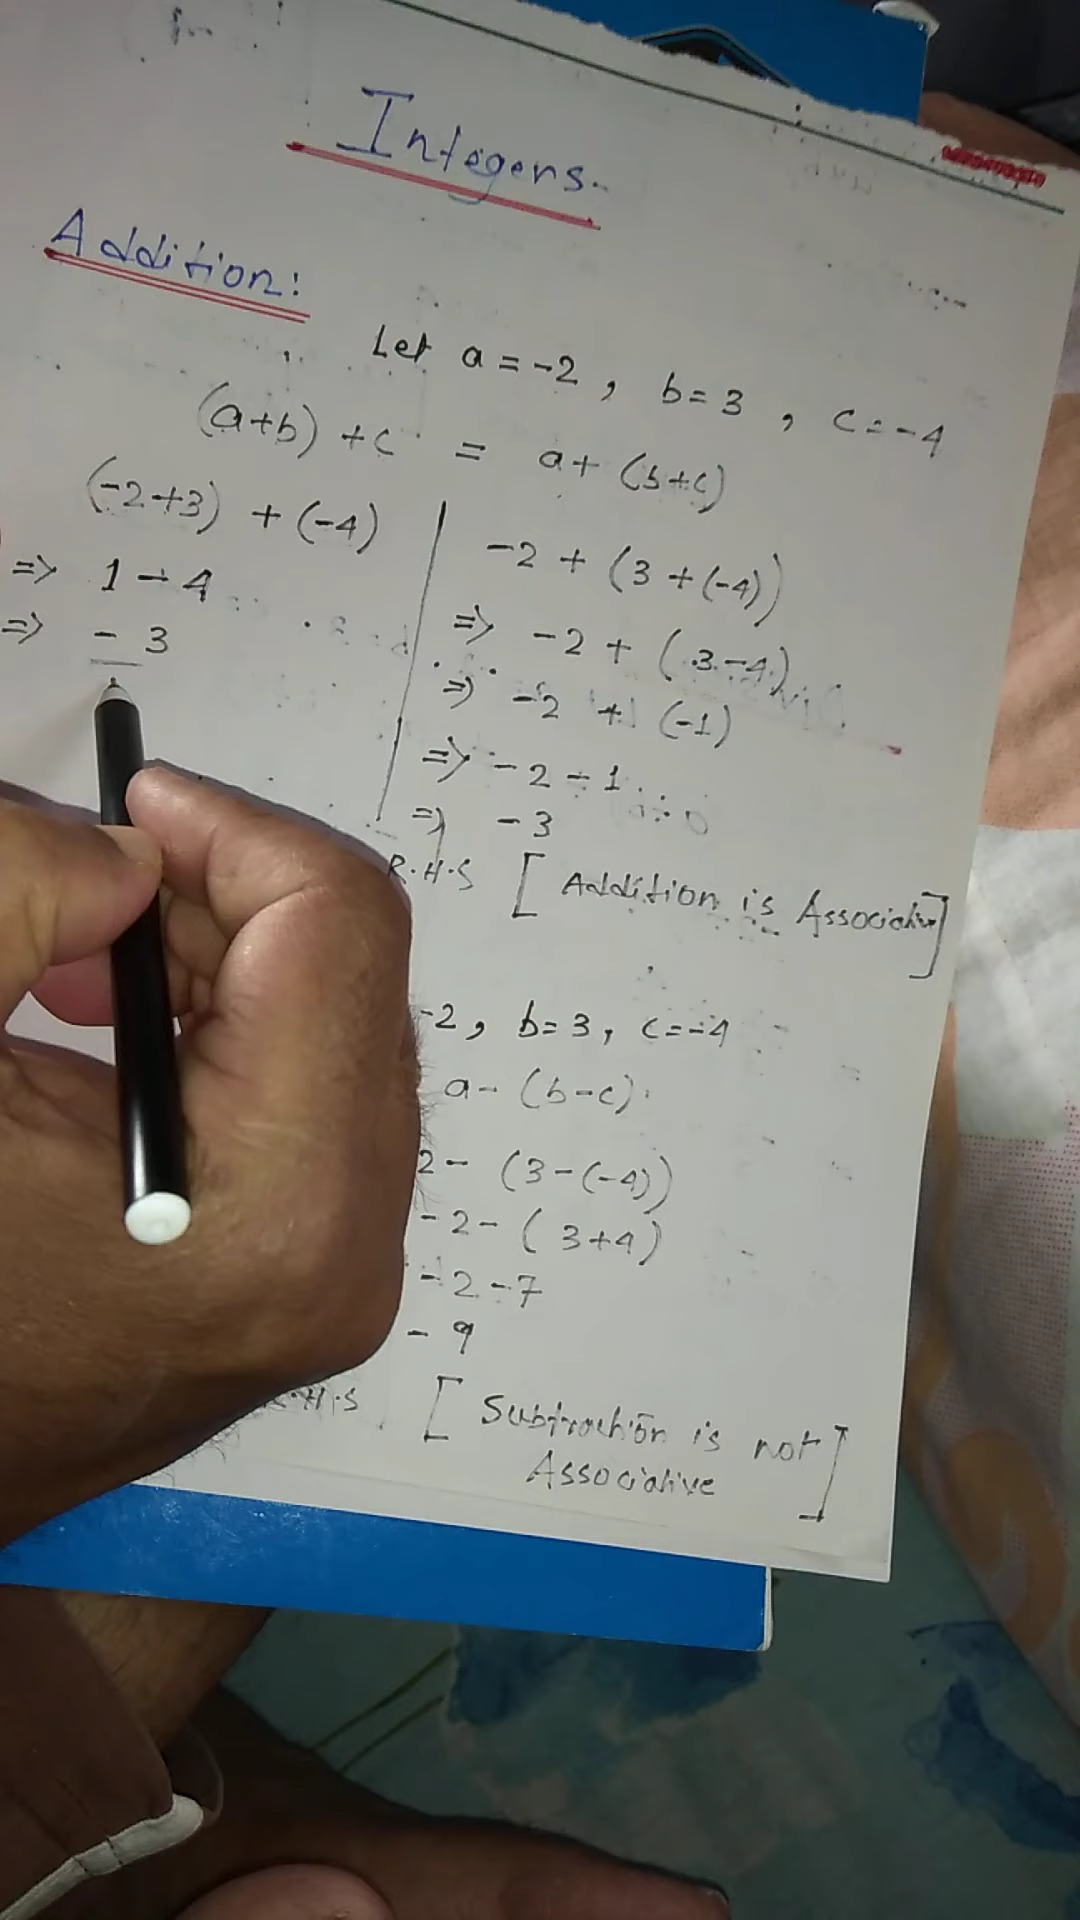 Integers.
Addition:
Let a = -2 , b = 3 , c = -4
(a+b) + c = a + (b+c)
(-2+3) + (-4)
=> 1 - 4
=> - 3
-2 + (3 + (-4))
=> -2 + (3-4)
=> -2 + (-1)
=> -2 - 1
=> -3
R.H.S [ Addition is Associative ]
-2, b = 3, c = -4
a - (b - c)
2 - (3 - (-4))
-2 - (3+4)
-2 - 7
- 9
.H.S [ Subtraction is not
Associative ]